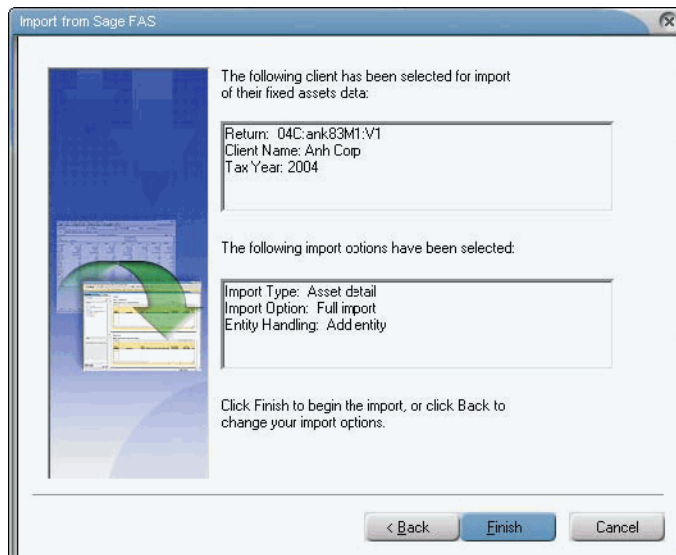 Import from Sage FAS
The following client has been selected for import
of their fixed assets data:
Return: 04C:ank83M1:V1
Client Name: Anh Corp
Tax Year: 2004
The following import options have been selected:
Import Type: Asset detail
Import Option: Full import
Entity Handling: Add entity
Click Finish to begin the import, or click Back to
change your import options.
< Back
Finish
Cancel